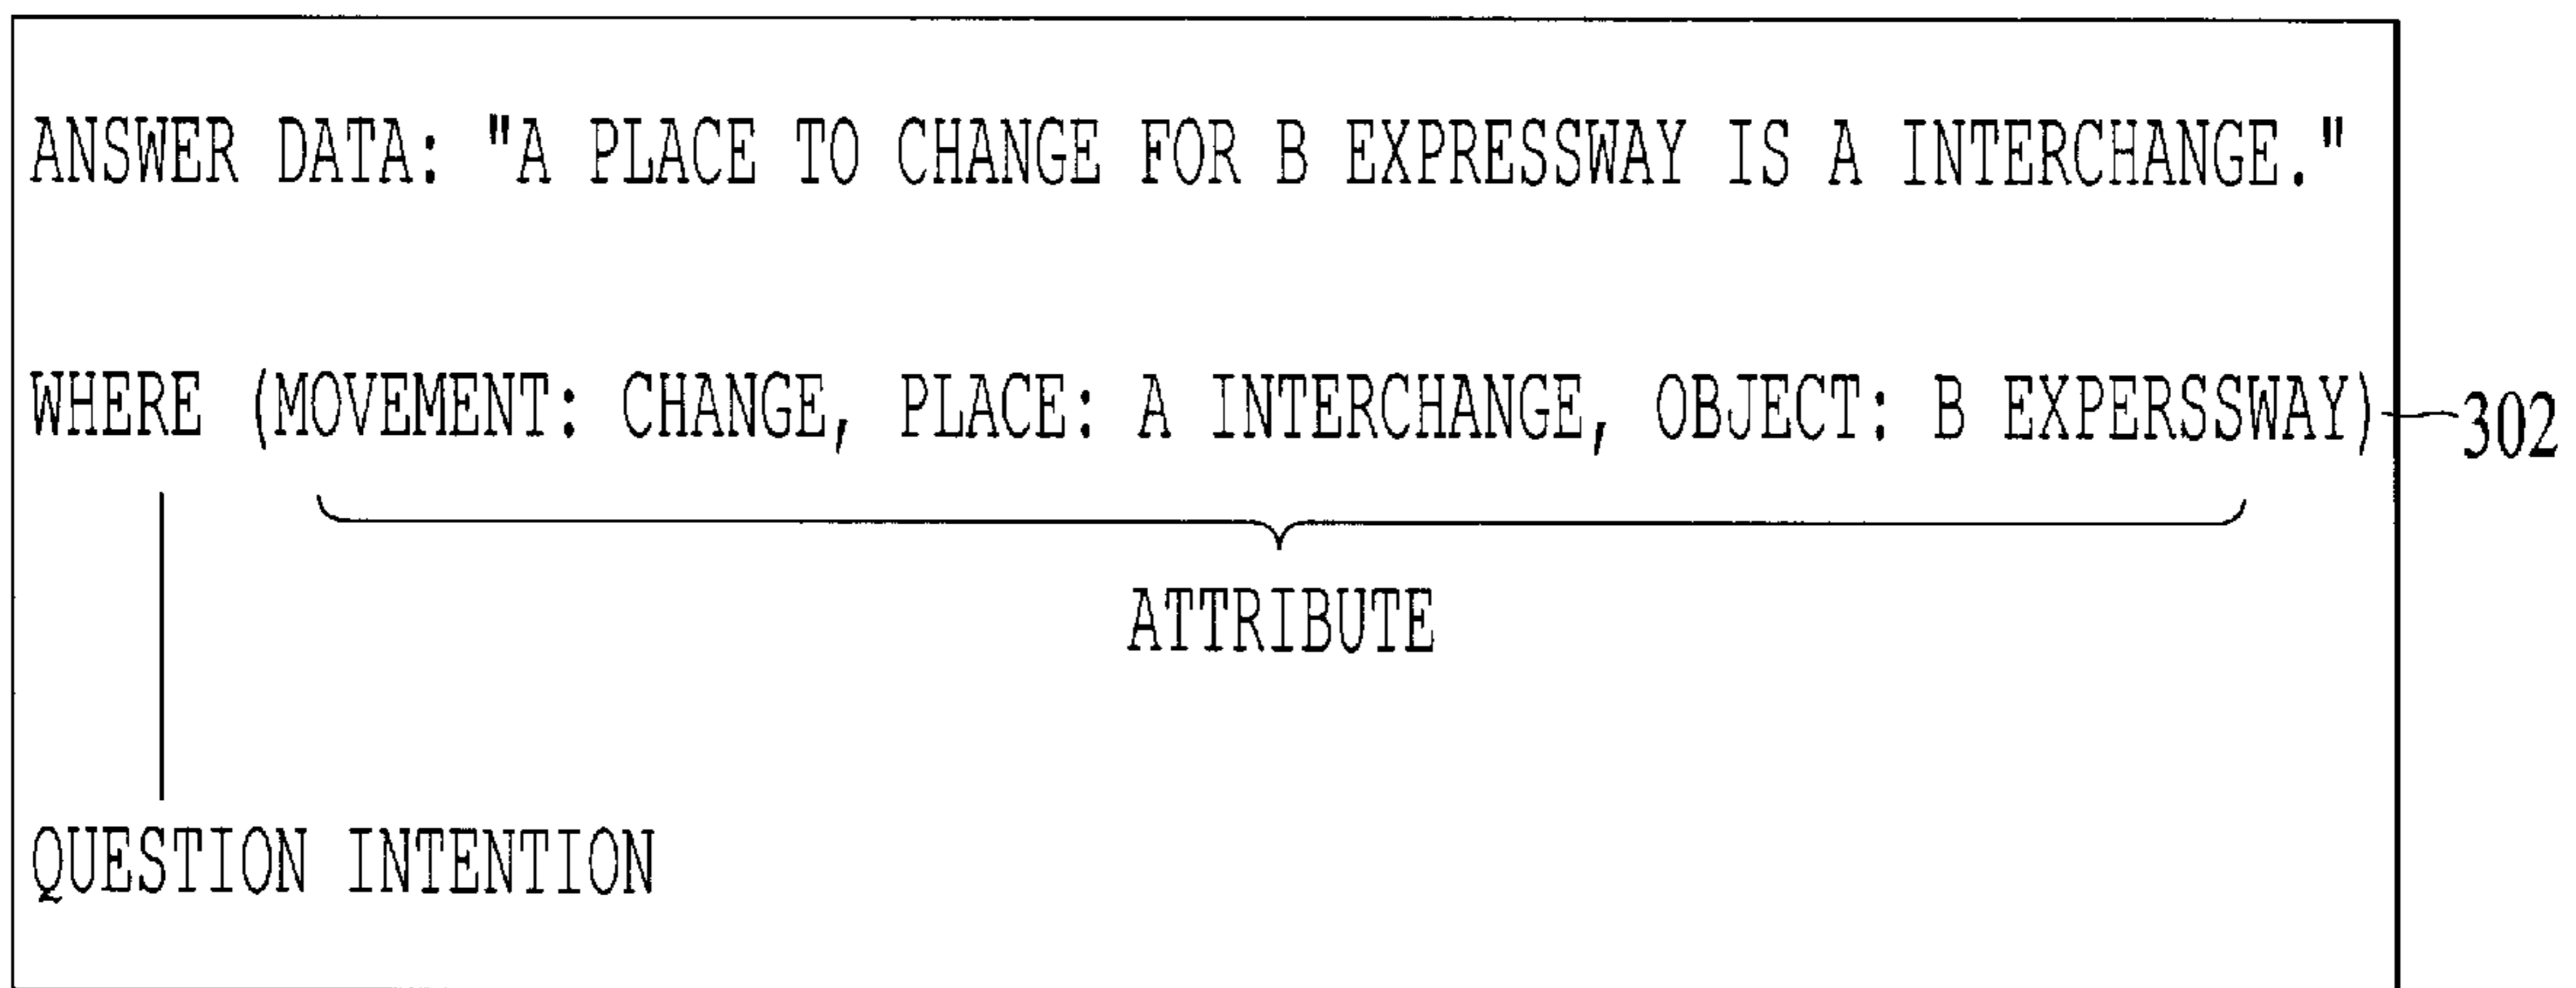 ANSWER DATA: "A PLACE TO CHANGE FOR B EXPRESSWAY IS A INTERCHANGE."
WHERE (MOVEMENT: CHANGE, PLACE: A INTERCHANGE, OBJECT: B EXPERSSWAY) 302
ATTRIBUTE
QUESTION INTENTION